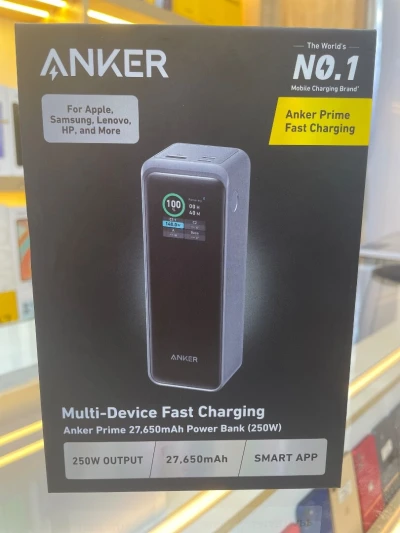 ANKER
The World's
NO.1
Mobile Charging Brand
For Apple,
Samsung, Lenovo,
HP, and More
Anker Prime
Fast Charging
100
ANKER
Multi-Device Fast Charging
Anker Prime 27,650mAh Power Bank (250W)
250W OUTPUT
27,650mAh
SMART APP